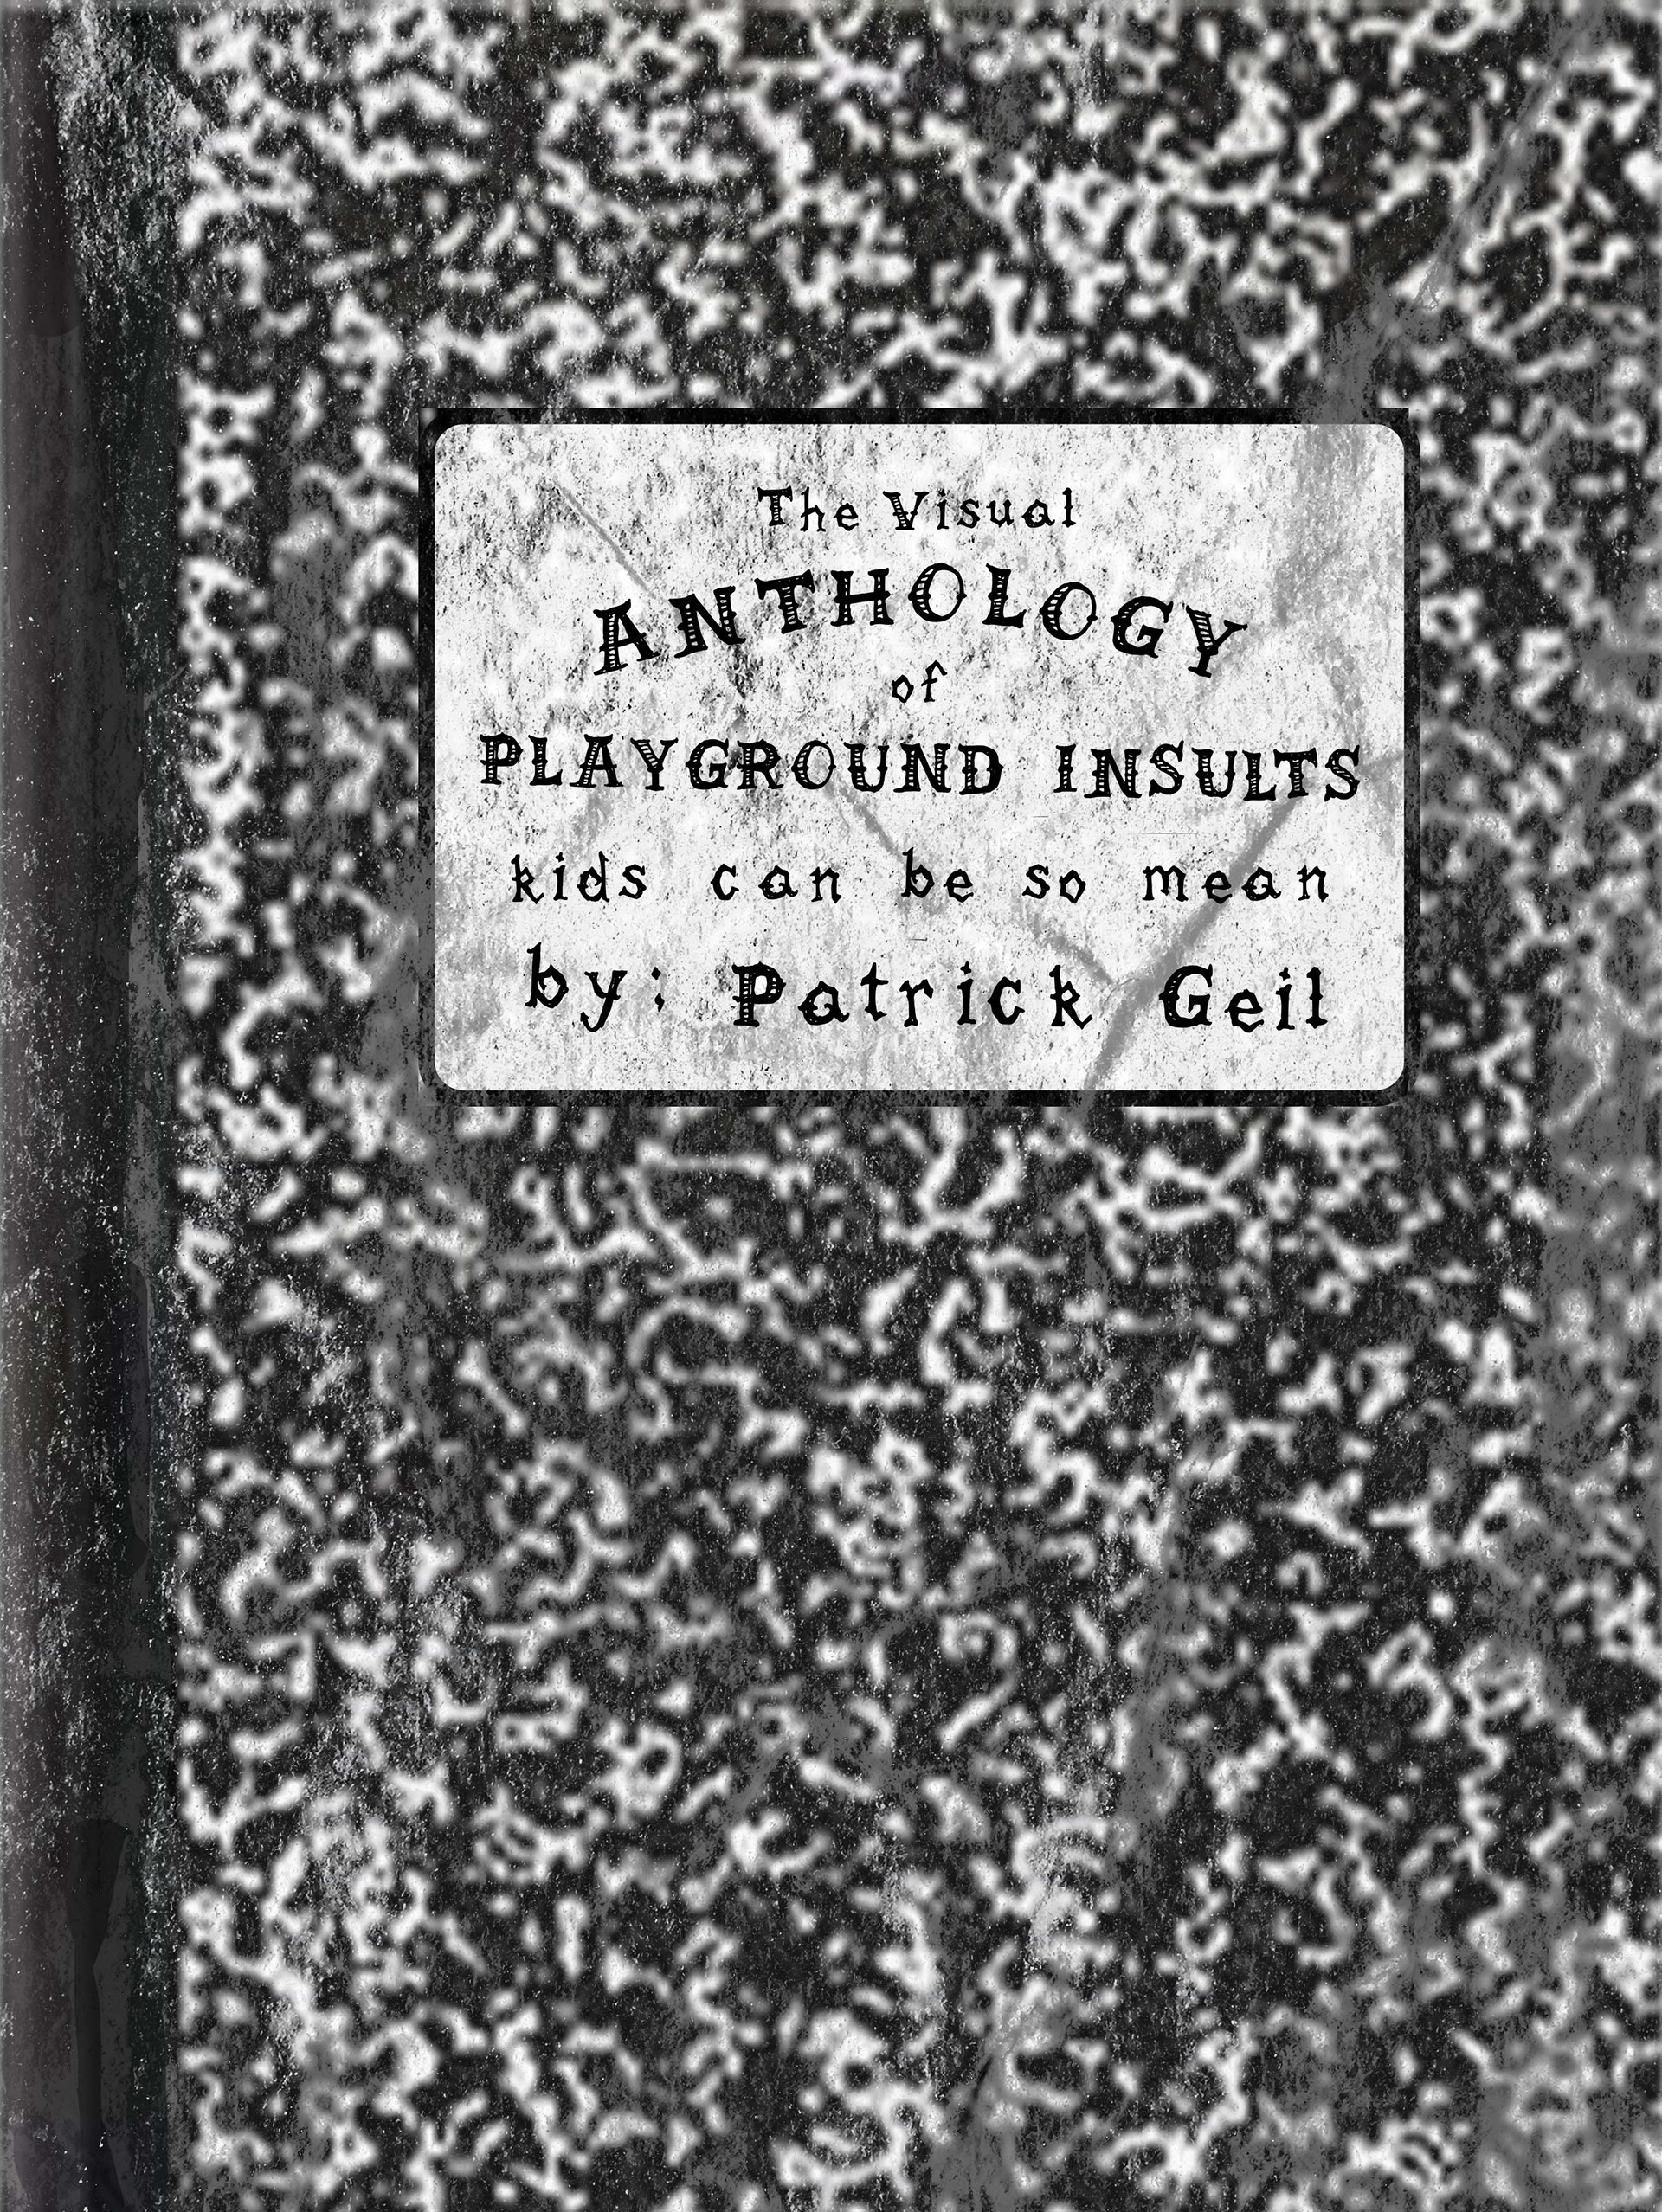 The Visual
ANTHOLOGY
of
PLAYGROUND INSULTS
kids can be so mean
by: Patrick Geil